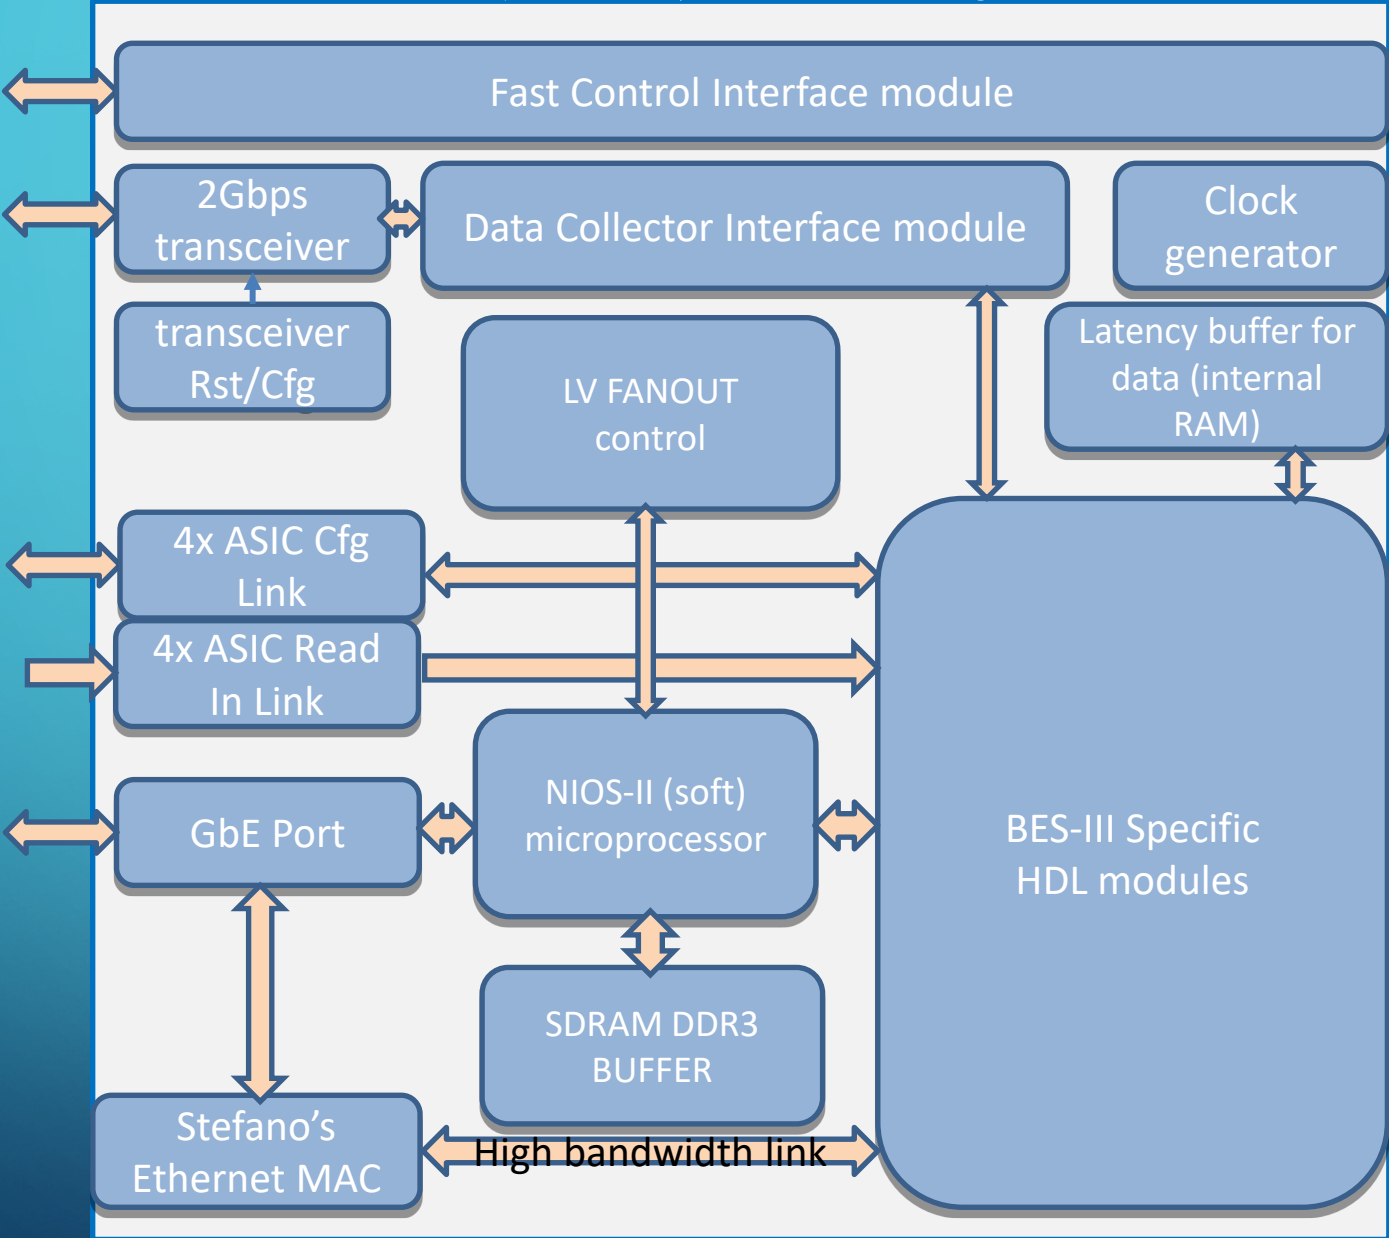 Fast Control Interface module
2Gbps
transceiver
Data Collector Interface module
Clock
generator
transceiver
Rst/Cfg
LV FANOUT
control
Latency buffer for
data (internal
RAM)
4x ASIC Cfg
Link
4x ASIC Read
In Link
GbE Port
NIOS-II (soft)
microprocessor
BES-III Specific
HDL modules
SDRAM DDR3
BUFFER
Stefano’s
Ethernet MAC
High bandwidth link